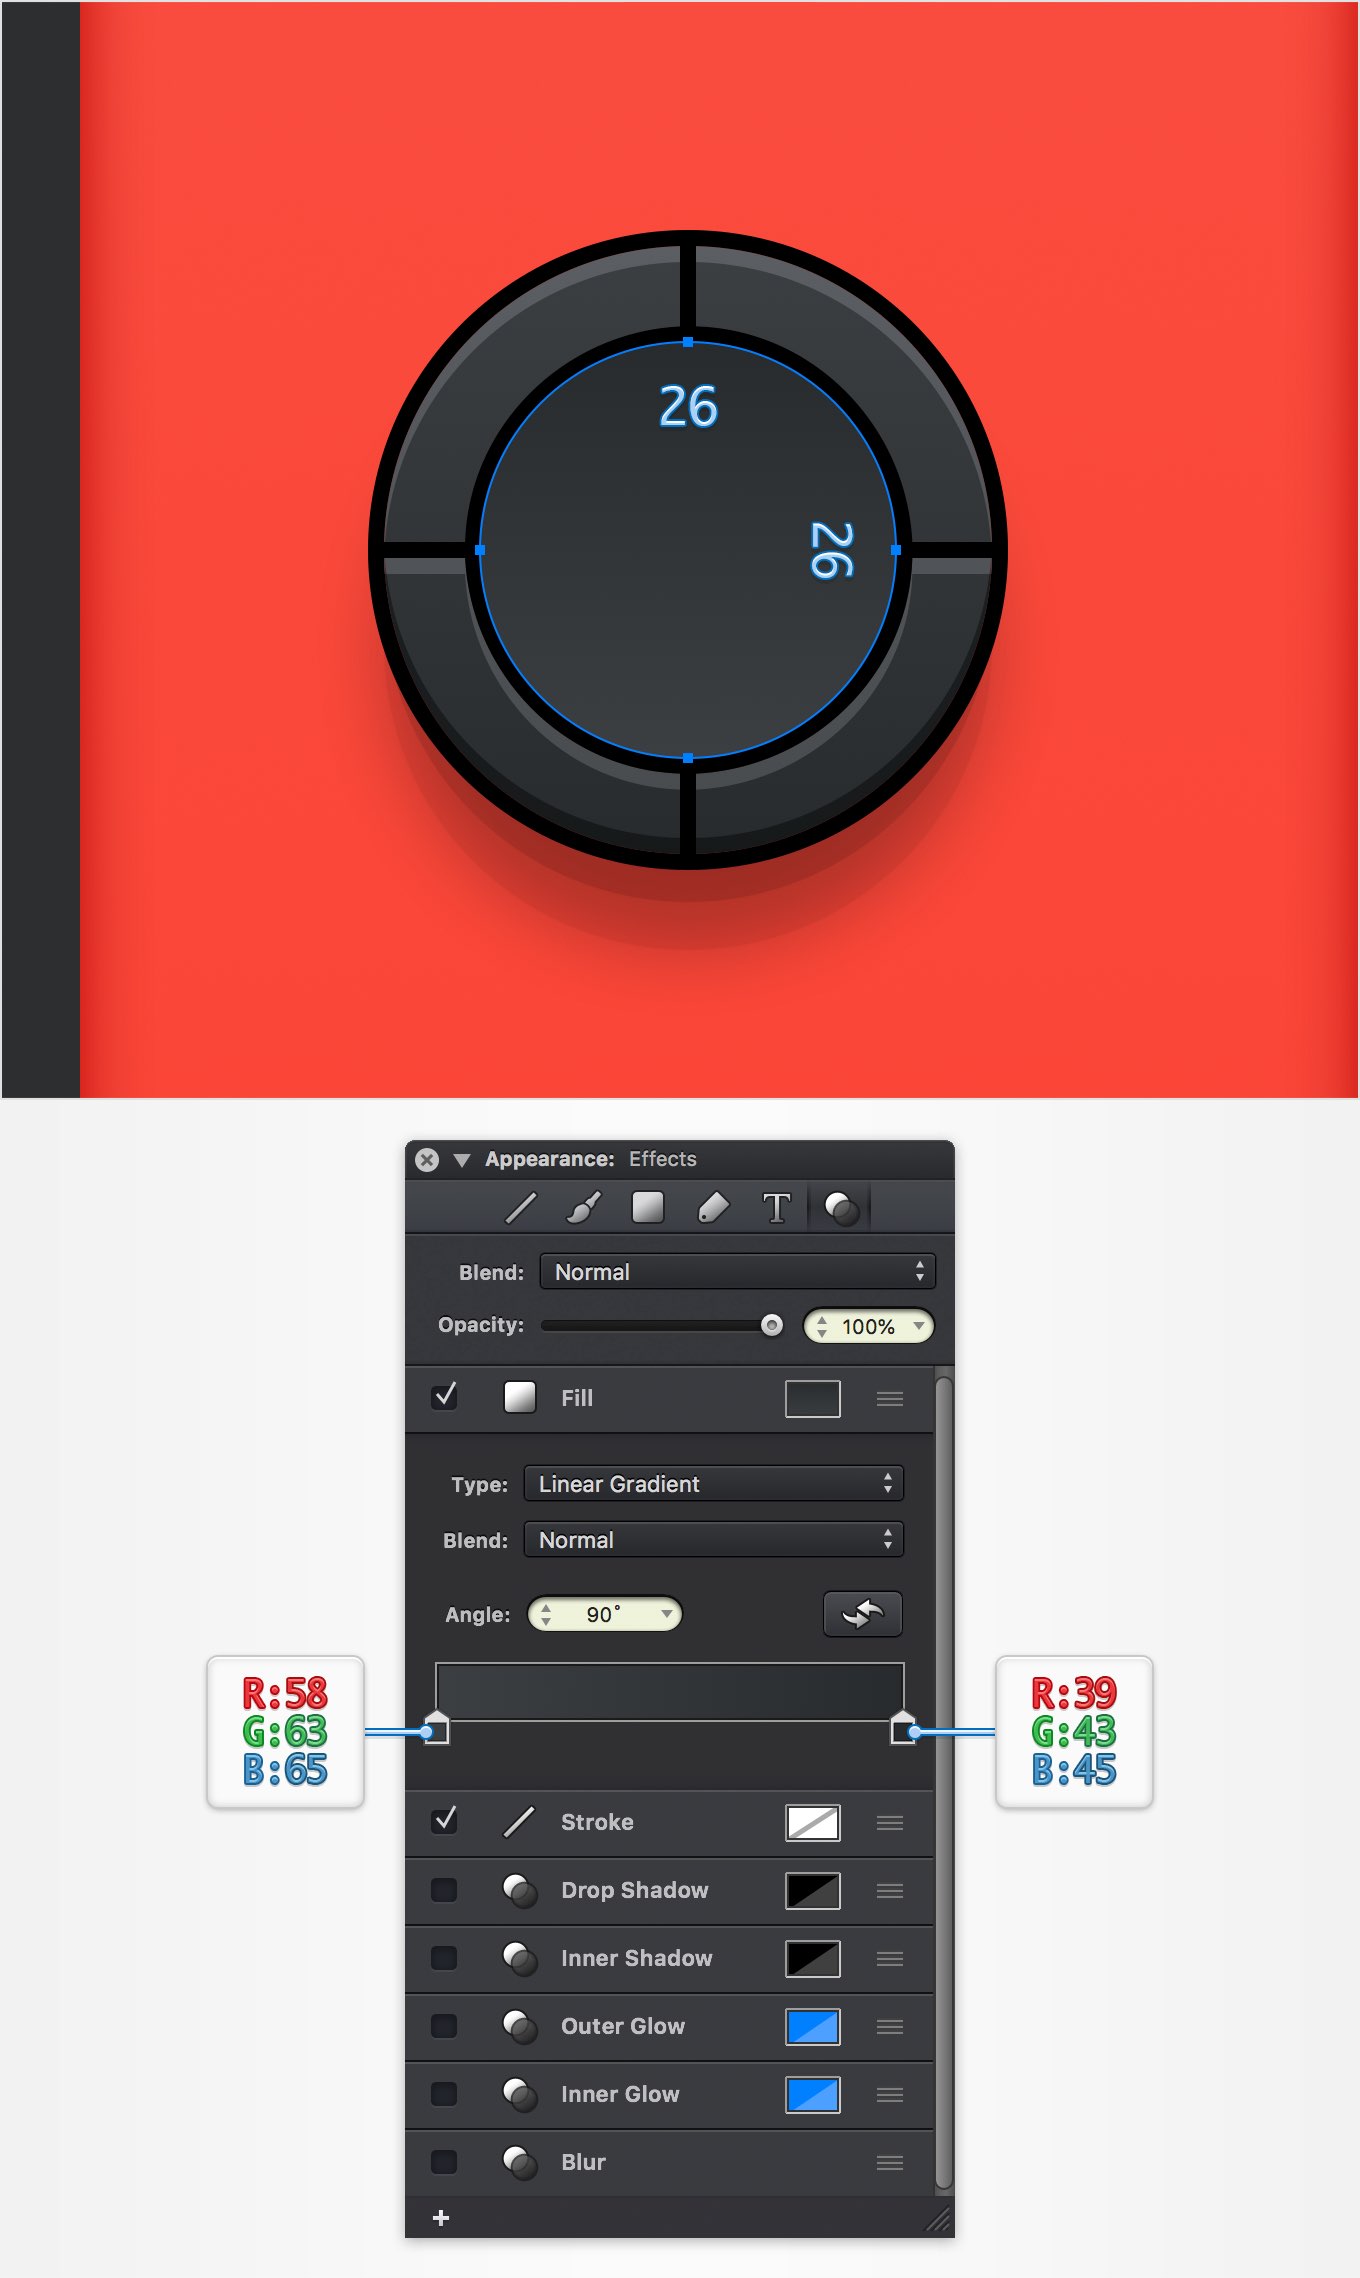 26
26
Appearance: Effects
T
Blend: Normal
Opacity: 100%
Fill
Type: Linear Gradient
Blend: Normal
Angle: 90°
R:58
G:63
B:65
R:39
G:43
B:45
Stroke
Drop Shadow
Inner Shadow
Outer Glow
Inner Glow
Blur
+